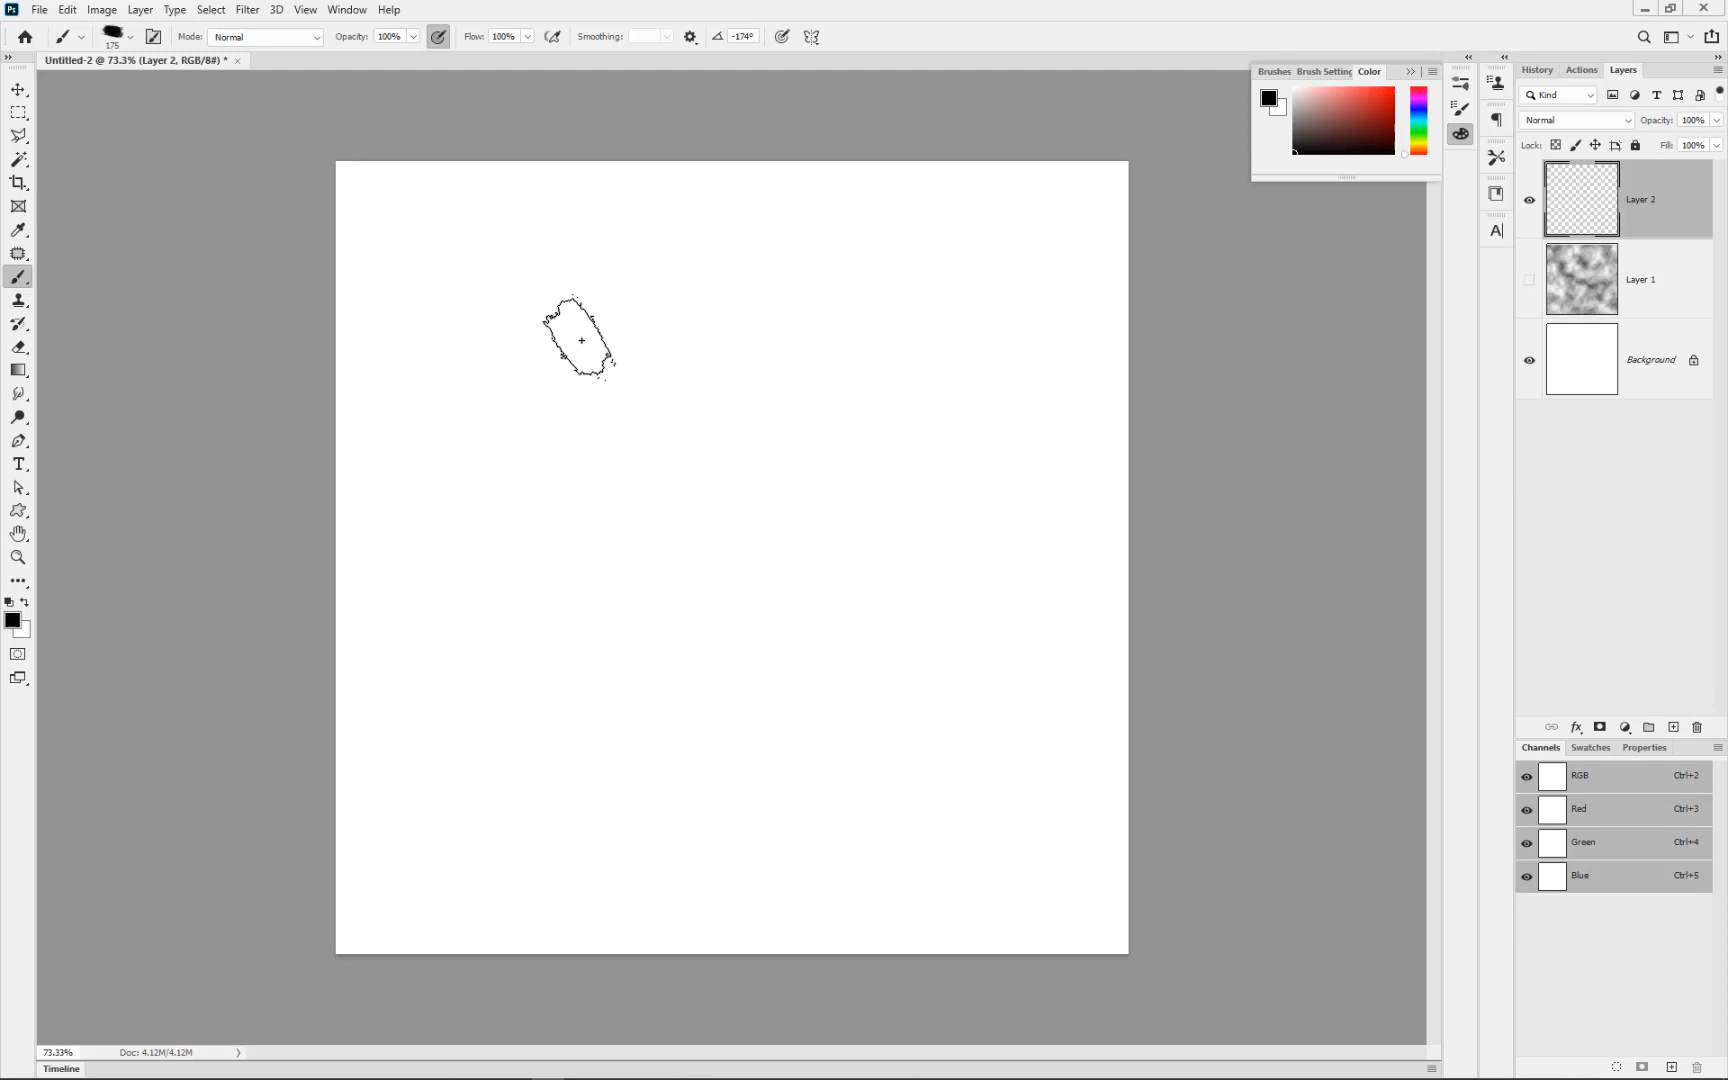 Ps File Edit Image Layer Type Select Filter 3D View Window Help
175 Mode: Normal Opacity: 100% Flow: 100% Smoothing: -174°
Untitled-2 @ 73.3% (Layer 2, RGB/8#) * ×
Brushes Brush Setting Color
History Actions Layers
Kind
Normal Opacity: 100%
Lock: Fill: 100%
Layer 2
Layer 1
Background
Channels Swatches Properties
RGB Ctrl+2
Red Ctrl+3
Green Ctrl+4
Blue Ctrl+5
73.33% Doc: 4.12M/4.12M
Timeline